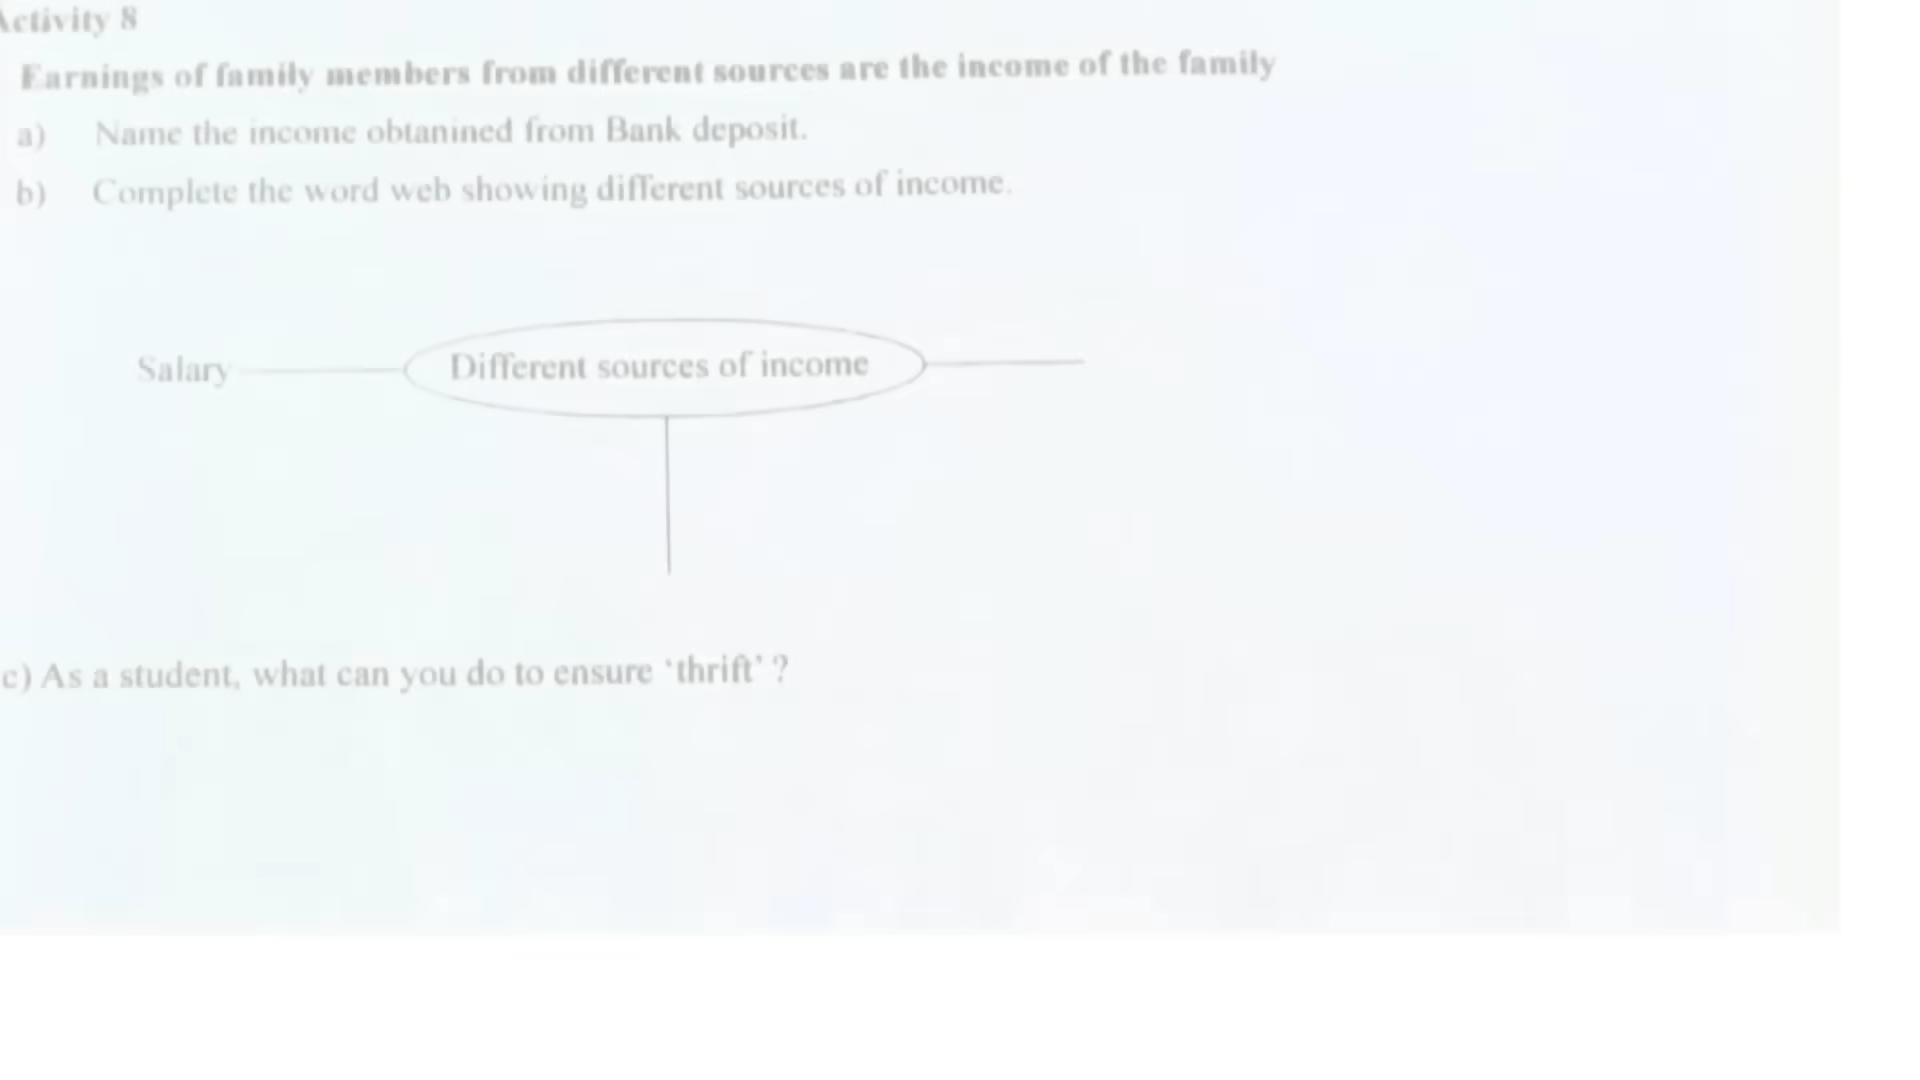 Activity 8
Earnings of family members from different sources are the income of the family
a) Name the income obtanined from Bank deposit.
b) Complete the word web showing different sources of income.
Salary
Different sources of income
c) As a student, what can you do to ensure ‘thrift’ ?